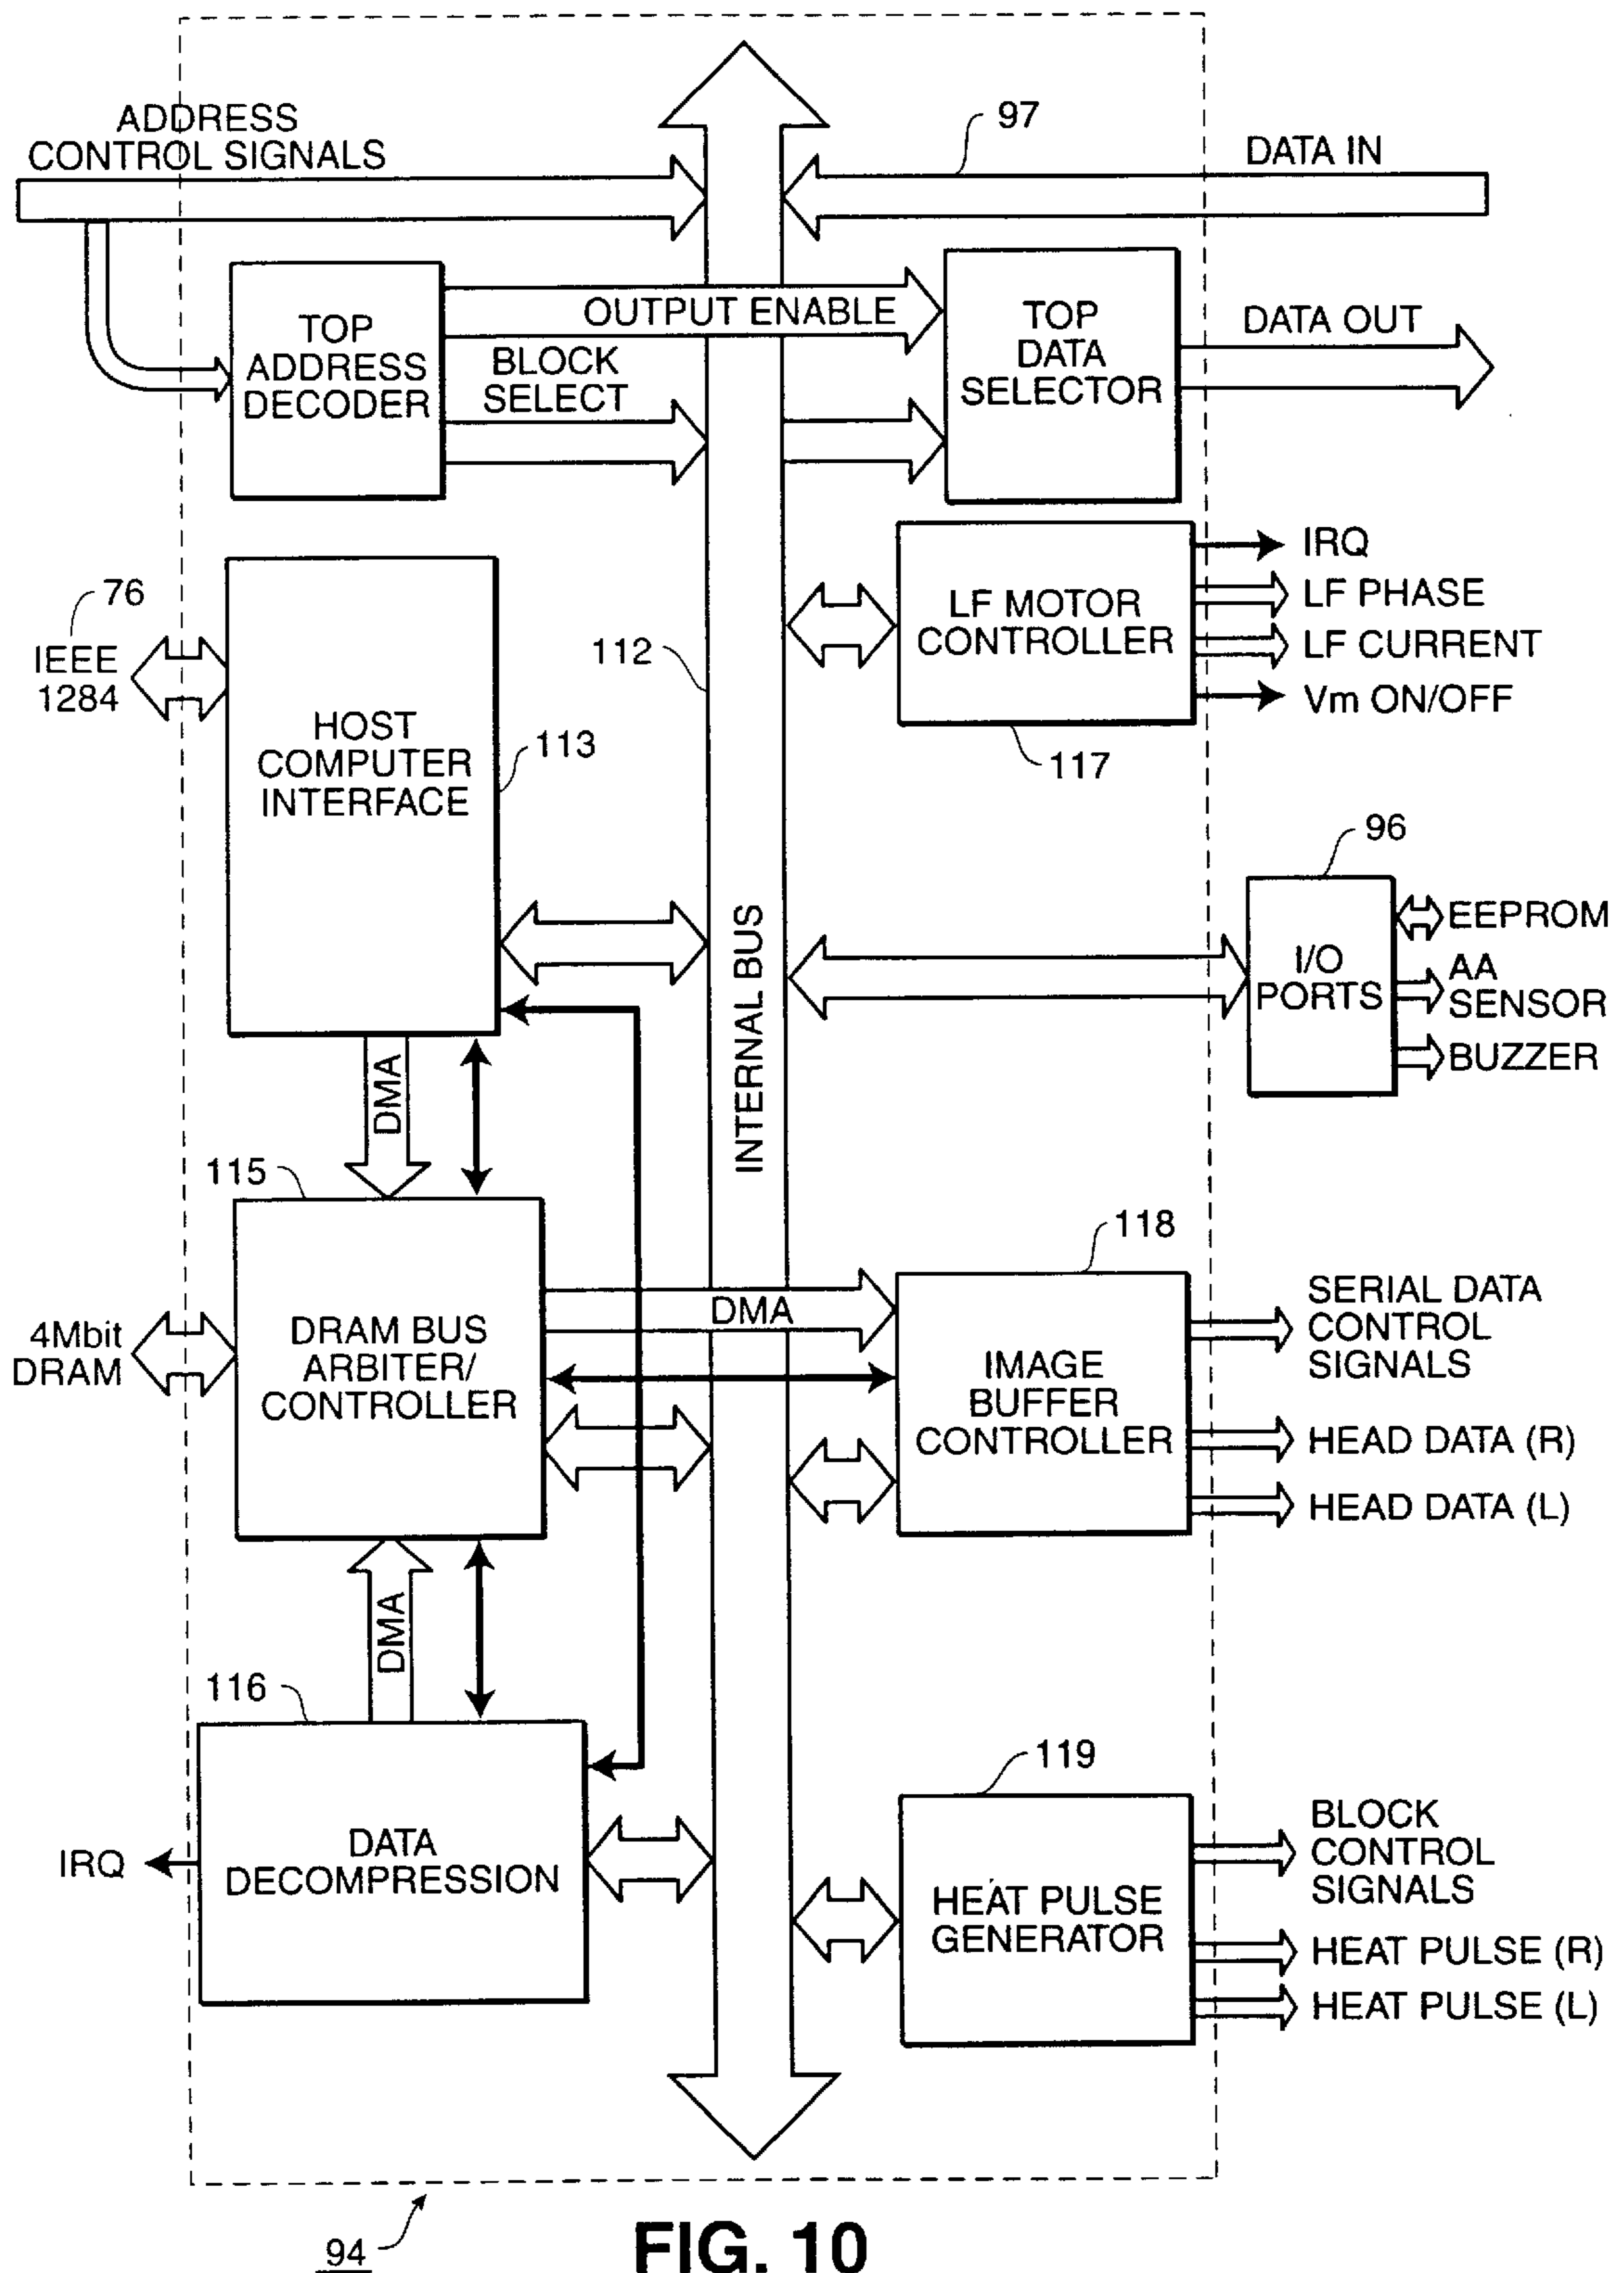 ADDRESS
CONTROL SIGNALS
97
DATA IN
TOP
ADDRESS
DECODER
OUTPUT ENABLE
BLOCK
SELECT
TOP
DATA
SELECTOR
DATA OUT
76
IEEE
1284
HOST
COMPUTER
INTERFACE
113
112
LF MOTOR
CONTROLLER
117
IRQ
LF PHASE
LF CURRENT
Vm ON/OFF
96
I/O
PORTS
EEPROM
AA
SENSOR
BUZZER
INTERNAL BUS
DMA
115
4Mbit
DRAM
DRAM BUS
ARBITER/
CONTROLLER
DMA
118
IMAGE
BUFFER
CONTROLLER
SERIAL DATA
CONTROL
SIGNALS
HEAD DATA (R)
HEAD DATA (L)
DMA
116
IRQ
DATA
DECOMPRESSION
119
HEAT PULSE
GENERATOR
BLOCK
CONTROL
SIGNALS
HEAT PULSE (R)
HEAT PULSE (L)
94
FIG. 10